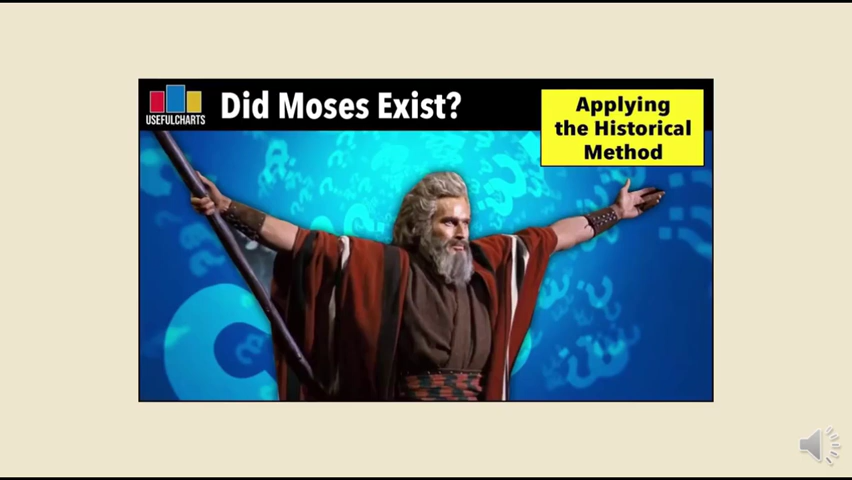 Did Moses Exist?
USEFULCHARTS
Applying
the Historical
Method